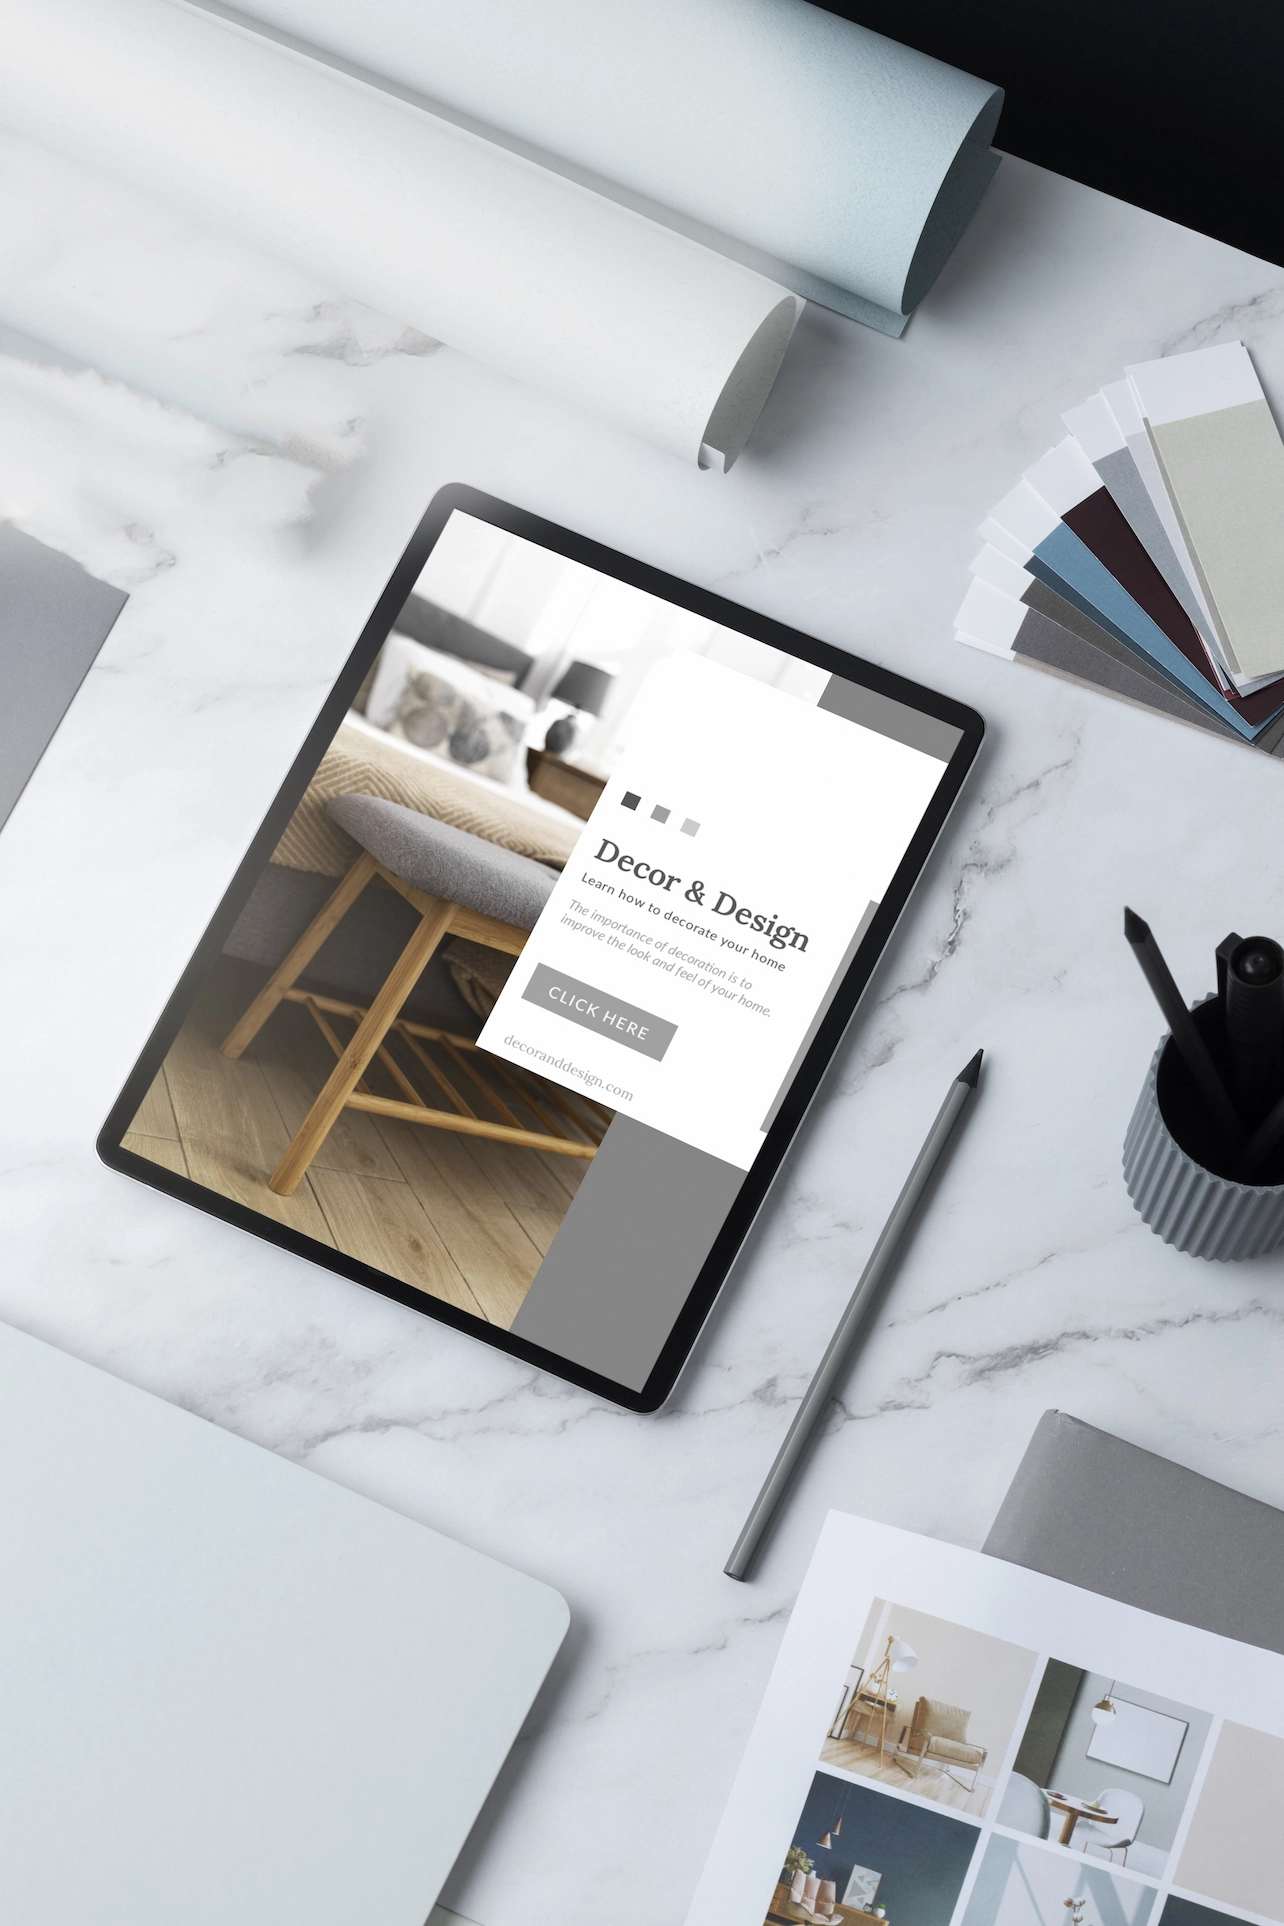 Decor & Design
Learn how to decorate your home
The importance of decoration is to
improve the look and feel of your home.
CLICK HERE
decoranddesign.com